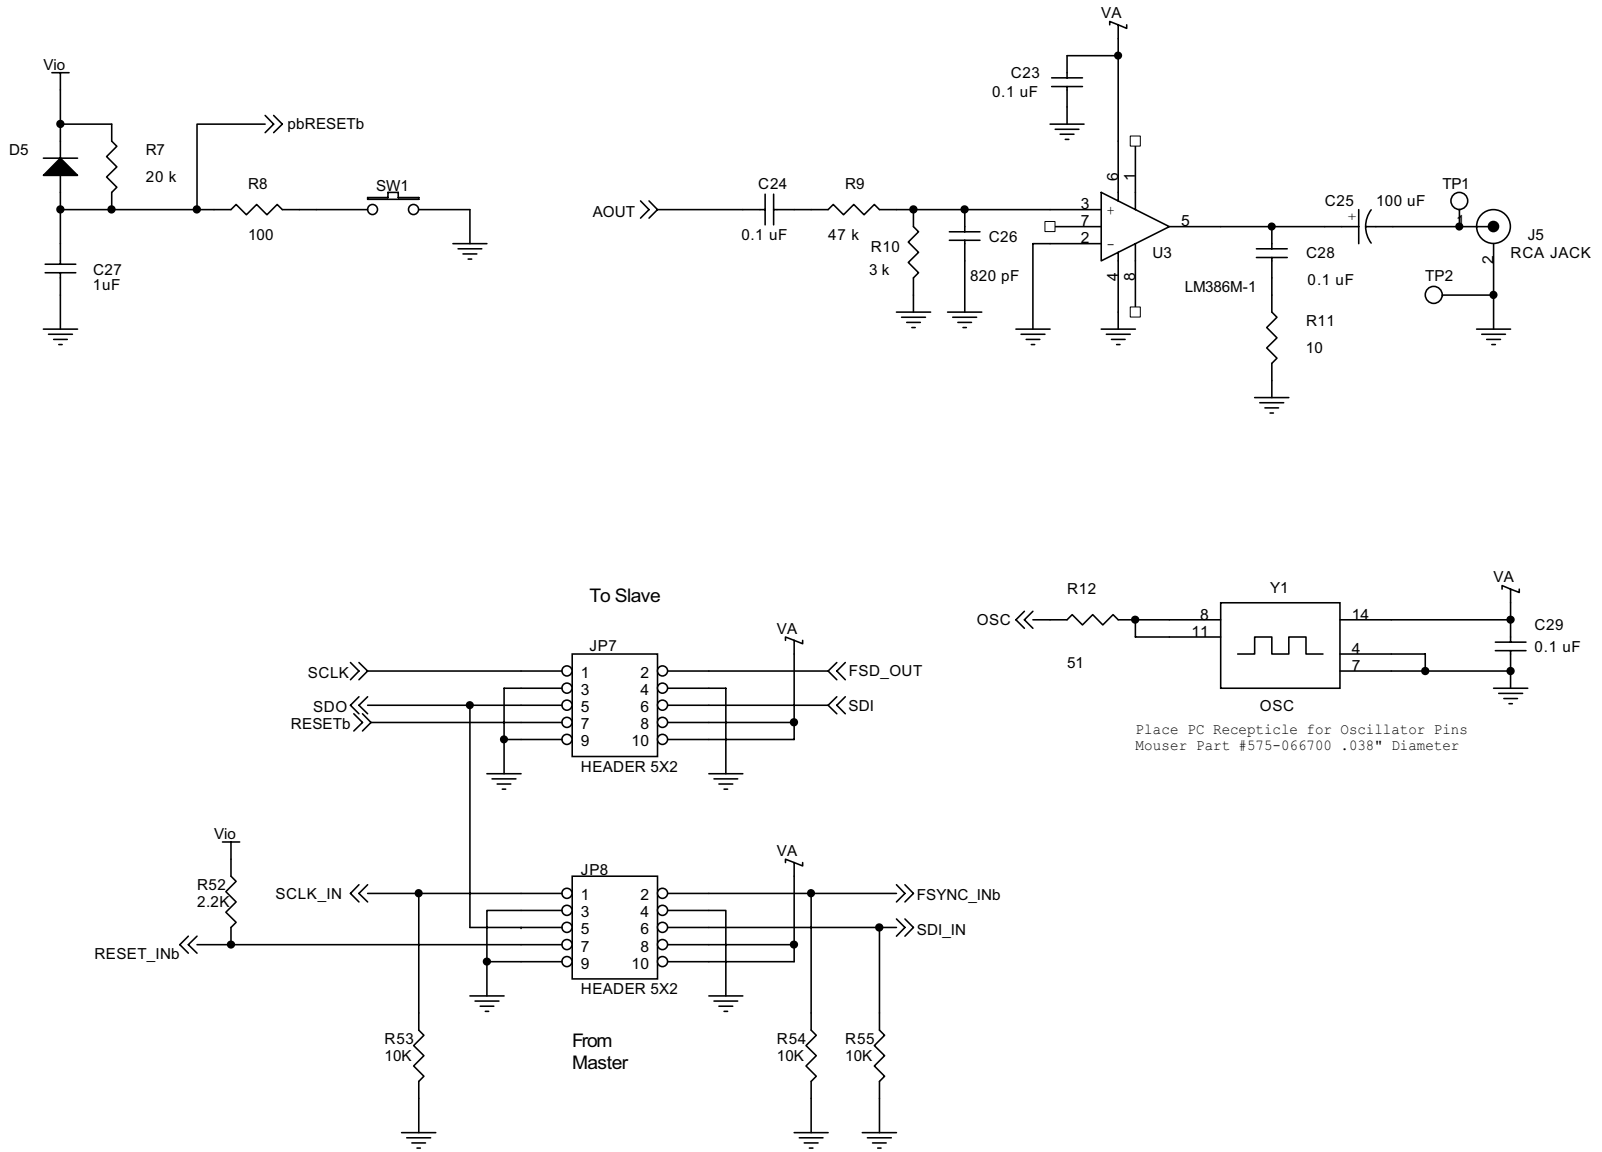 Vio
D5
R7
20 k
pbRESETb
R8
100
SW1
C27
1uF
VA
C23
0.1 uF
AOUT
C24
0.1 uF
R9
47 k
R10
3 k
C26
820 pF
3
7
2
6
1
4
8
5
+
-
U3
LM386M-1
C28
0.1 uF
R11
10
C25
+
100 uF
TP1
1
J5
RCA JACK
2
TP2
To Slave
VA
JP7
SCLK
SDO
RESETb
1 2
3 4
5 6
7 8
9 10
FSD_OUT
SDI
HEADER 5X2
OSC
R12
51
Y1
8
11
14
4
7
OSC
VA
C29
0.1 uF
Place PC Recepticle for Oscillator Pins
Mouser Part #575-066700 .038" Diameter
Vio
R52
2.2K
RESET_INb
SCLK_IN
VA
JP8
1 2
3 4
5 6
7 8
9 10
FSYNC_INb
SDI_IN
HEADER 5X2
From
Master
R53
10K
R54
10K
R55
10K